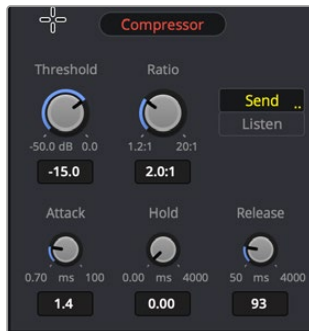 Compressor
Threshold Ratio
-50.0 dB 0.0 1.2:1 20:1
Send ..
Listen
-15.0 2.0:1
Attack Hold Release
0.70 ms 100 0.00 ms 4000 50 ms 4000
1.4 0.00 93